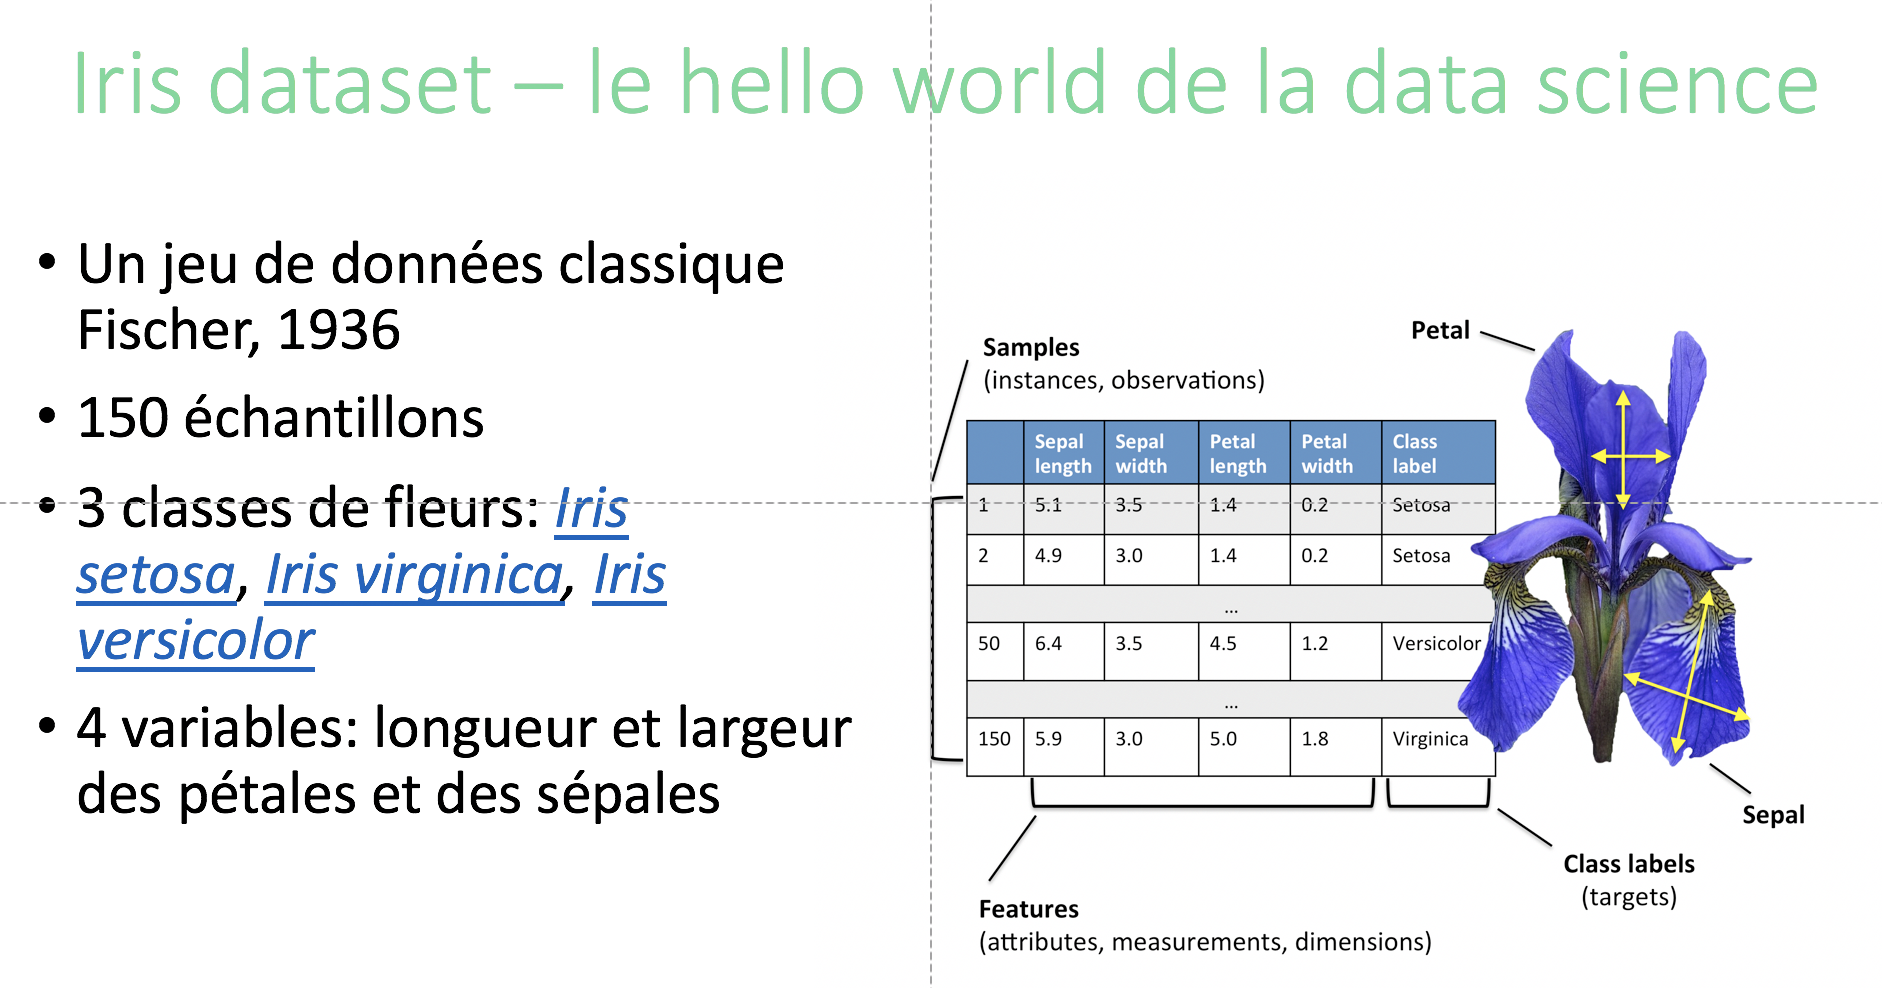 Iris dataset – le hello world de la data science
• Un jeu de données classique
Fischer, 1936
• 150 échantillons
• 3 classes de fleurs: Iris
setosa, Iris virginica, Iris
versicolor
• 4 variables: longueur et largeur
des pétales et des sépales
Samples
(instances, observations)
Petal
Sepal length Sepal width Petal length Petal width Class label
1 5.1 3.5 1.4 0.2 Setosa
2 4.9 3.0 1.4 0.2 Setosa
...
50 6.4 3.5 4.5 1.2 Versicolor
...
150 5.9 3.0 5.0 1.8 Virginica
Sepal
Class labels
(targets)
Features
(attributes, measurements, dimensions)